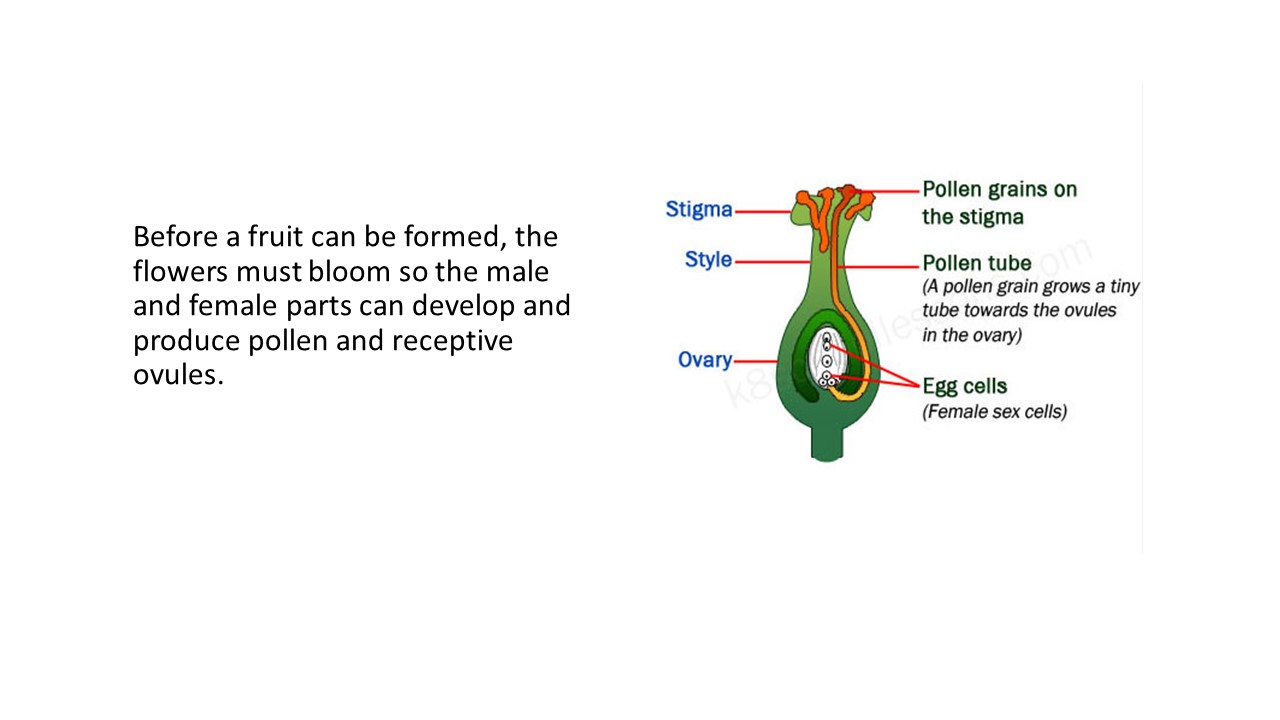 Before a fruit can be formed, the
flowers must bloom so the male
and female parts can develop and
produce pollen and receptive
ovules.
Stigma
Style
Ovary
Pollen grains on
the stigma
Pollen tube
(A pollen grain grows a tiny
tube towards the ovules
in the ovary)
Egg cells
(Female sex cells)